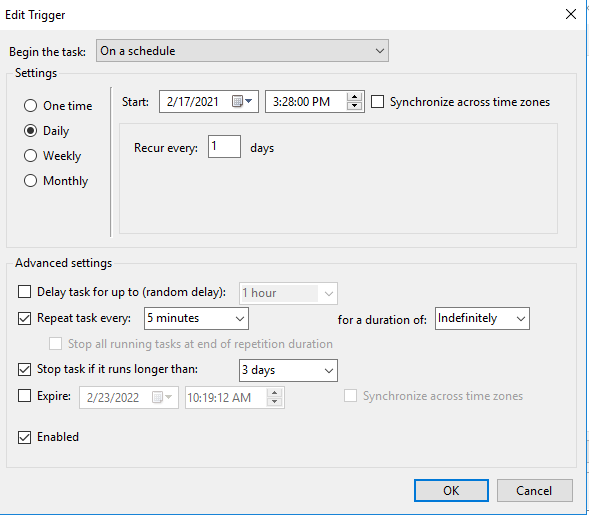 Edit Trigger
Begin the task: On a schedule
Settings
One time
Start: 2/17/2021 3:28:00 PM Synchronize across time zones
Daily
Recur every: 1 days
Weekly
Monthly
Advanced settings
Delay task for up to (random delay): 1 hour
Repeat task every: 5 minutes for a duration of: Indefinitely
Stop all running tasks at end of repetition duration
Stop task if it runs longer than: 3 days
Expire: 2/23/2022 10:19:12 AM Synchronize across time zones
Enabled
OK Cancel